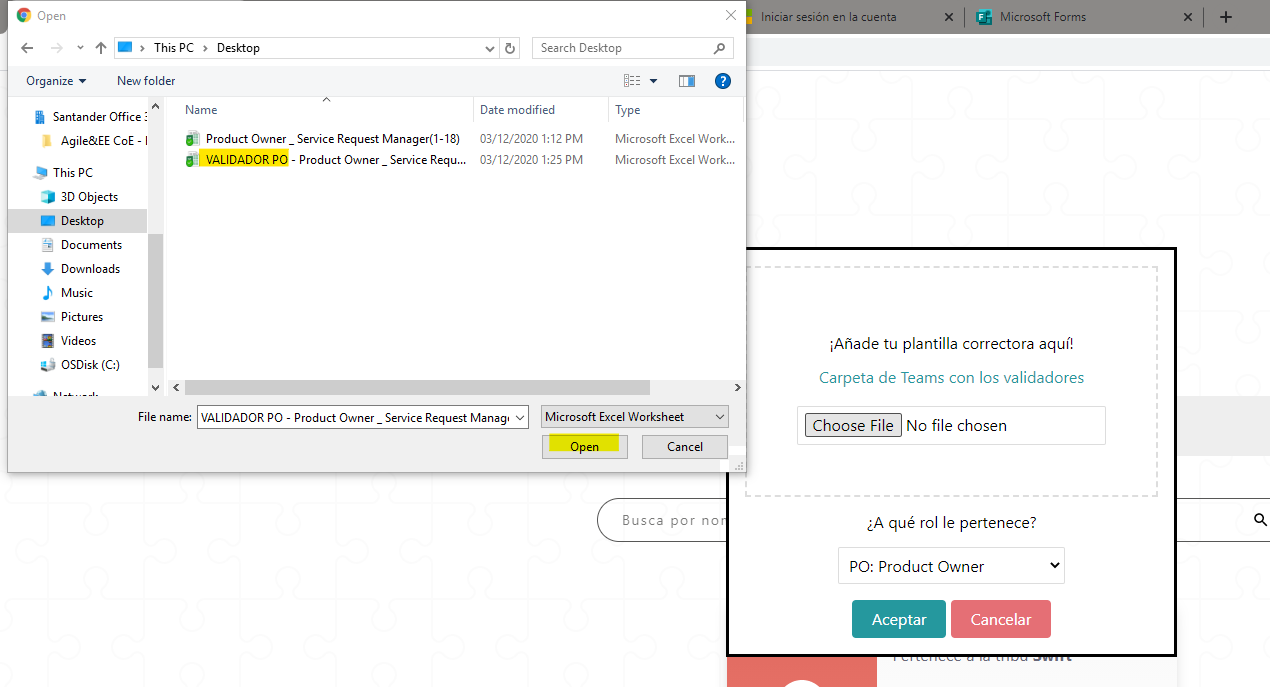 Open
Iniciar sesión en la cuenta
Microsoft Forms
This PC
Desktop
Search Desktop
Organize
New folder
Santander Office 3
Agile&EE CoE -
This PC
3D Objects
Desktop
Documents
Downloads
Music
Pictures
Videos
OSDisk (C:)
Network
Name
Date modified
Type
Product Owner _ Service Request Manager(1-18)
03/12/2020 1:12 PM
Microsoft Excel Work...
VALIDADOR PO - Product Owner _ Service Requ...
03/12/2020 1:25 PM
Microsoft Excel Work...
File name:
VALIDADOR PO - Product Owner _ Service Request Manage
Microsoft Excel Worksheet
Open
Cancel
¡Añade tu plantilla correctora aquí!
Carpeta de Teams con los validadores
Choose File
No file chosen
Busca por nor
¿A qué rol le pertenece?
PO: Product Owner
Aceptar
Cancelar
Pertenece a la tribu Swift